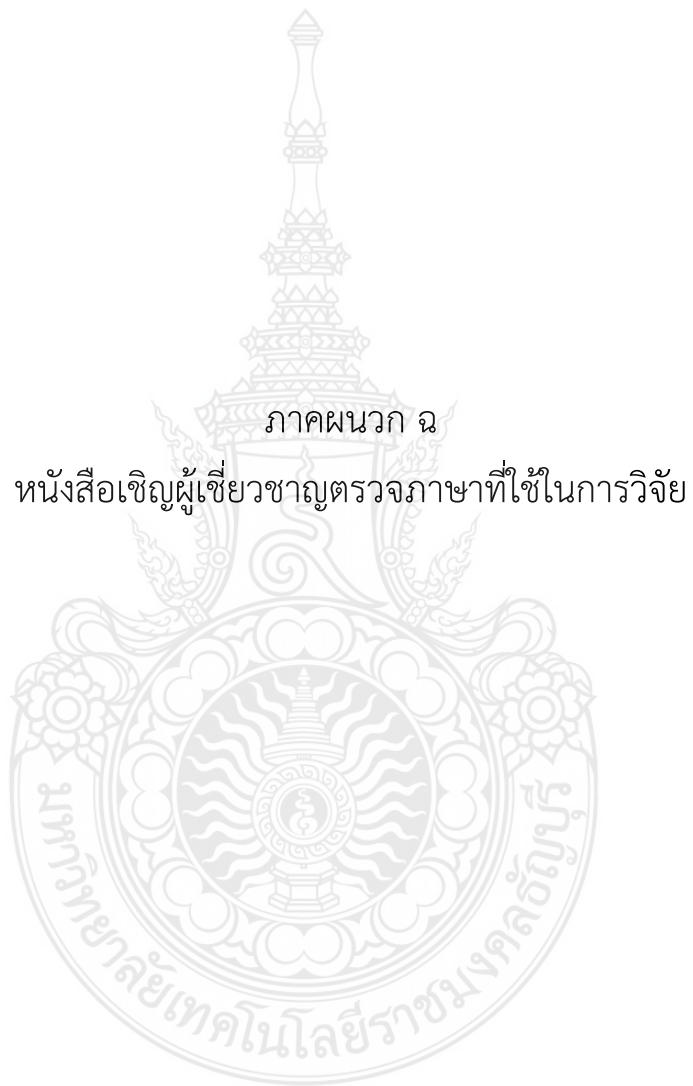 ภาคผนวก ฉ
หนังสือเชิญผู้เชี่ยวชาญตรวจภาษาที่ใช้ในการวิจัย
มหาวิทยาลัยเทคโนโลยีราชมงคลธัญบุรี